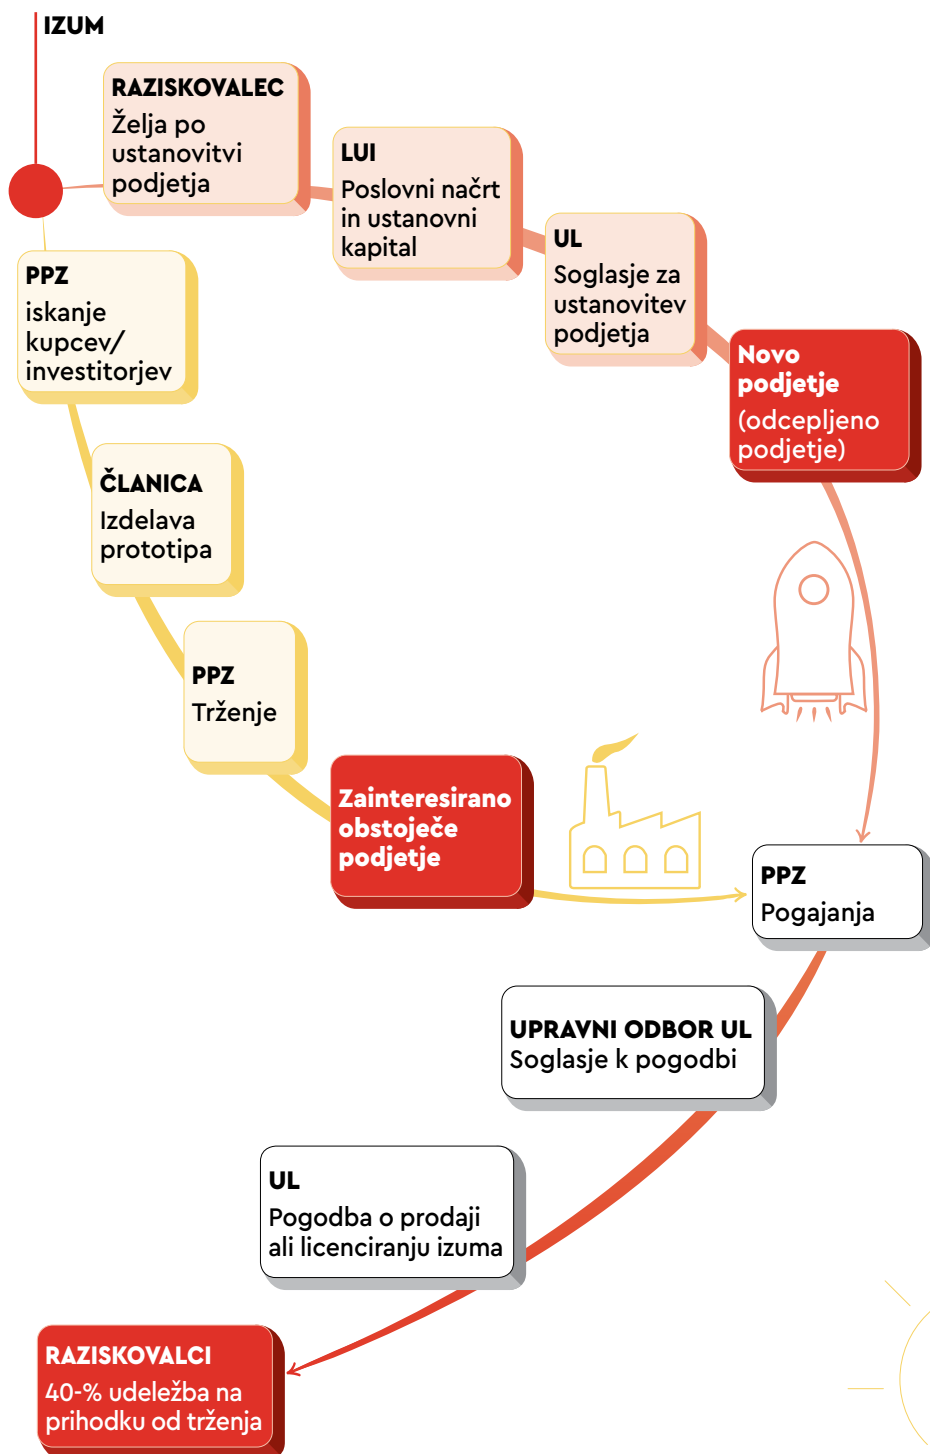 IZUM
RAZISKOVALEC
Želja po
ustanovitvi
podjetja
LUI
Poslovni načrt
in ustanovni
kapital
UL
Soglasje za
ustanovitev
podjetja
Novo
podjetje
(odcepljeno
podjetje)
PPZ
iskanje
kupcev/
investitorjev
ČLANICA
Izdelava
prototipa
PPZ
Trženje
Zainteresirano
obstoječe
podjetje
PPZ
Pogajanja
UPRAVNI ODBOR UL
Soglasje k pogodbi
UL
Pogodba o prodaji
ali licenciranju izuma
RAZISKOVALCI
40-% udeležba na
prihodku od trženja